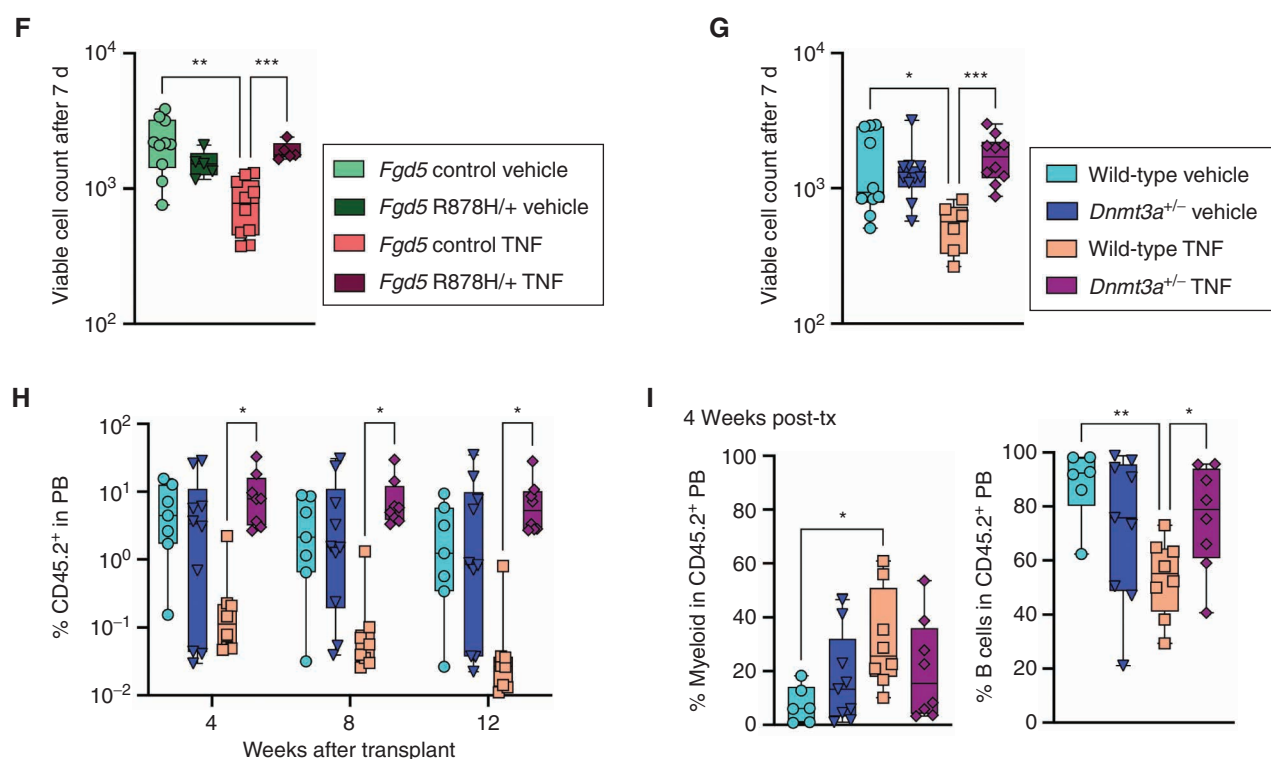 F
Viable cell count after 7 d
10⁴
10³
10²
**
***
Fgd5 control vehicle
Fgd5 R878H/+ vehicle
Fgd5 control TNF
Fgd5 R878H/+ TNF
G
Viable cell count after 7 d
10⁴
10³
10²
*
***
Wild-type vehicle
Dnmt3a⁺/⁻ vehicle
Wild-type TNF
Dnmt3a⁺/⁻ TNF
H
% CD45.2⁺ in PB
10²
10¹
10⁰
10⁻¹
10⁻²
*
*
*
4 8 12
Weeks after transplant
I
4 Weeks post-tx
% Myeloid in CD45.2⁺ PB
100
80
60
40
20
0
*
% B cells in CD45.2⁺ PB
100
80
60
40
20
0
**
*